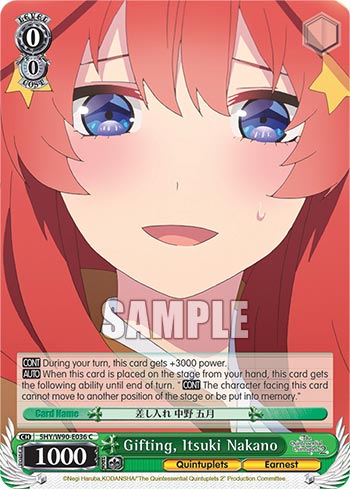 LEVEL
0
0
COST
SAMPLE
CONT During your turn, this card gets +3000 power.
AUTO When this card is placed on the stage from your hand, this card gets
the following ability until end of turn. " CONT The character facing this card
cannot move to another position of the stage or be put into memory."
Card Name 差し入れ 中野 五月
CH 5HY/W90-E036 C
Gifting, Itsuki Nakano
1000
Quintuplets Earnest
©Negi Haruba,KODANSHA/"The Quintessential Quintuplets 2" Production Committee.